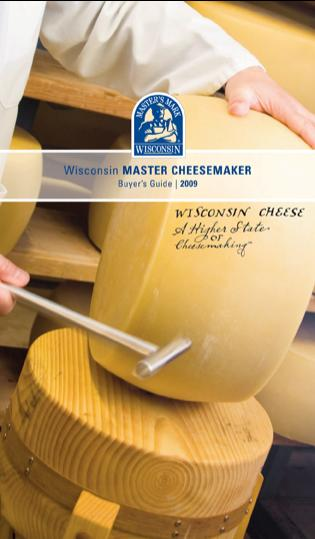 MASTER'S MARK
WISCONSIN
Wisconsin MASTER CHEESEMAKER
Buyer's Guide | 2009
WISCONSIN CHEESE
A Higher State
OF
Cheesemaking